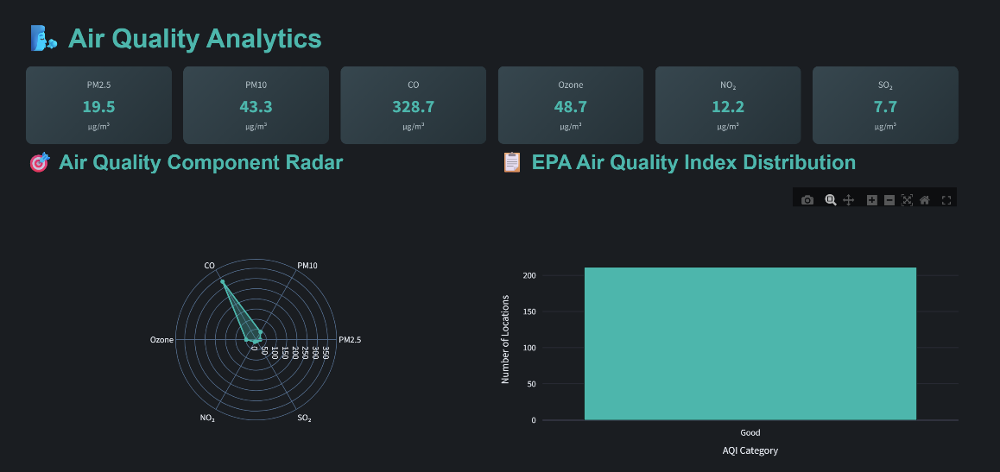 Air Quality Analytics
PM2.5
19.5
µg/m³
PM10
43.3
µg/m³
CO
328.7
µg/m³
Ozone
48.7
µg/m³
NO₂
12.2
µg/m³
SO₂
7.7
µg/m³
Air Quality Component Radar
CO
PM10
Ozone
PM2.5
0
50
100
150
200
250
300
350
NO₂
SO₂
EPA Air Quality Index Distribution
Number of Locations
200
150
100
50
0
Good
AQI Category